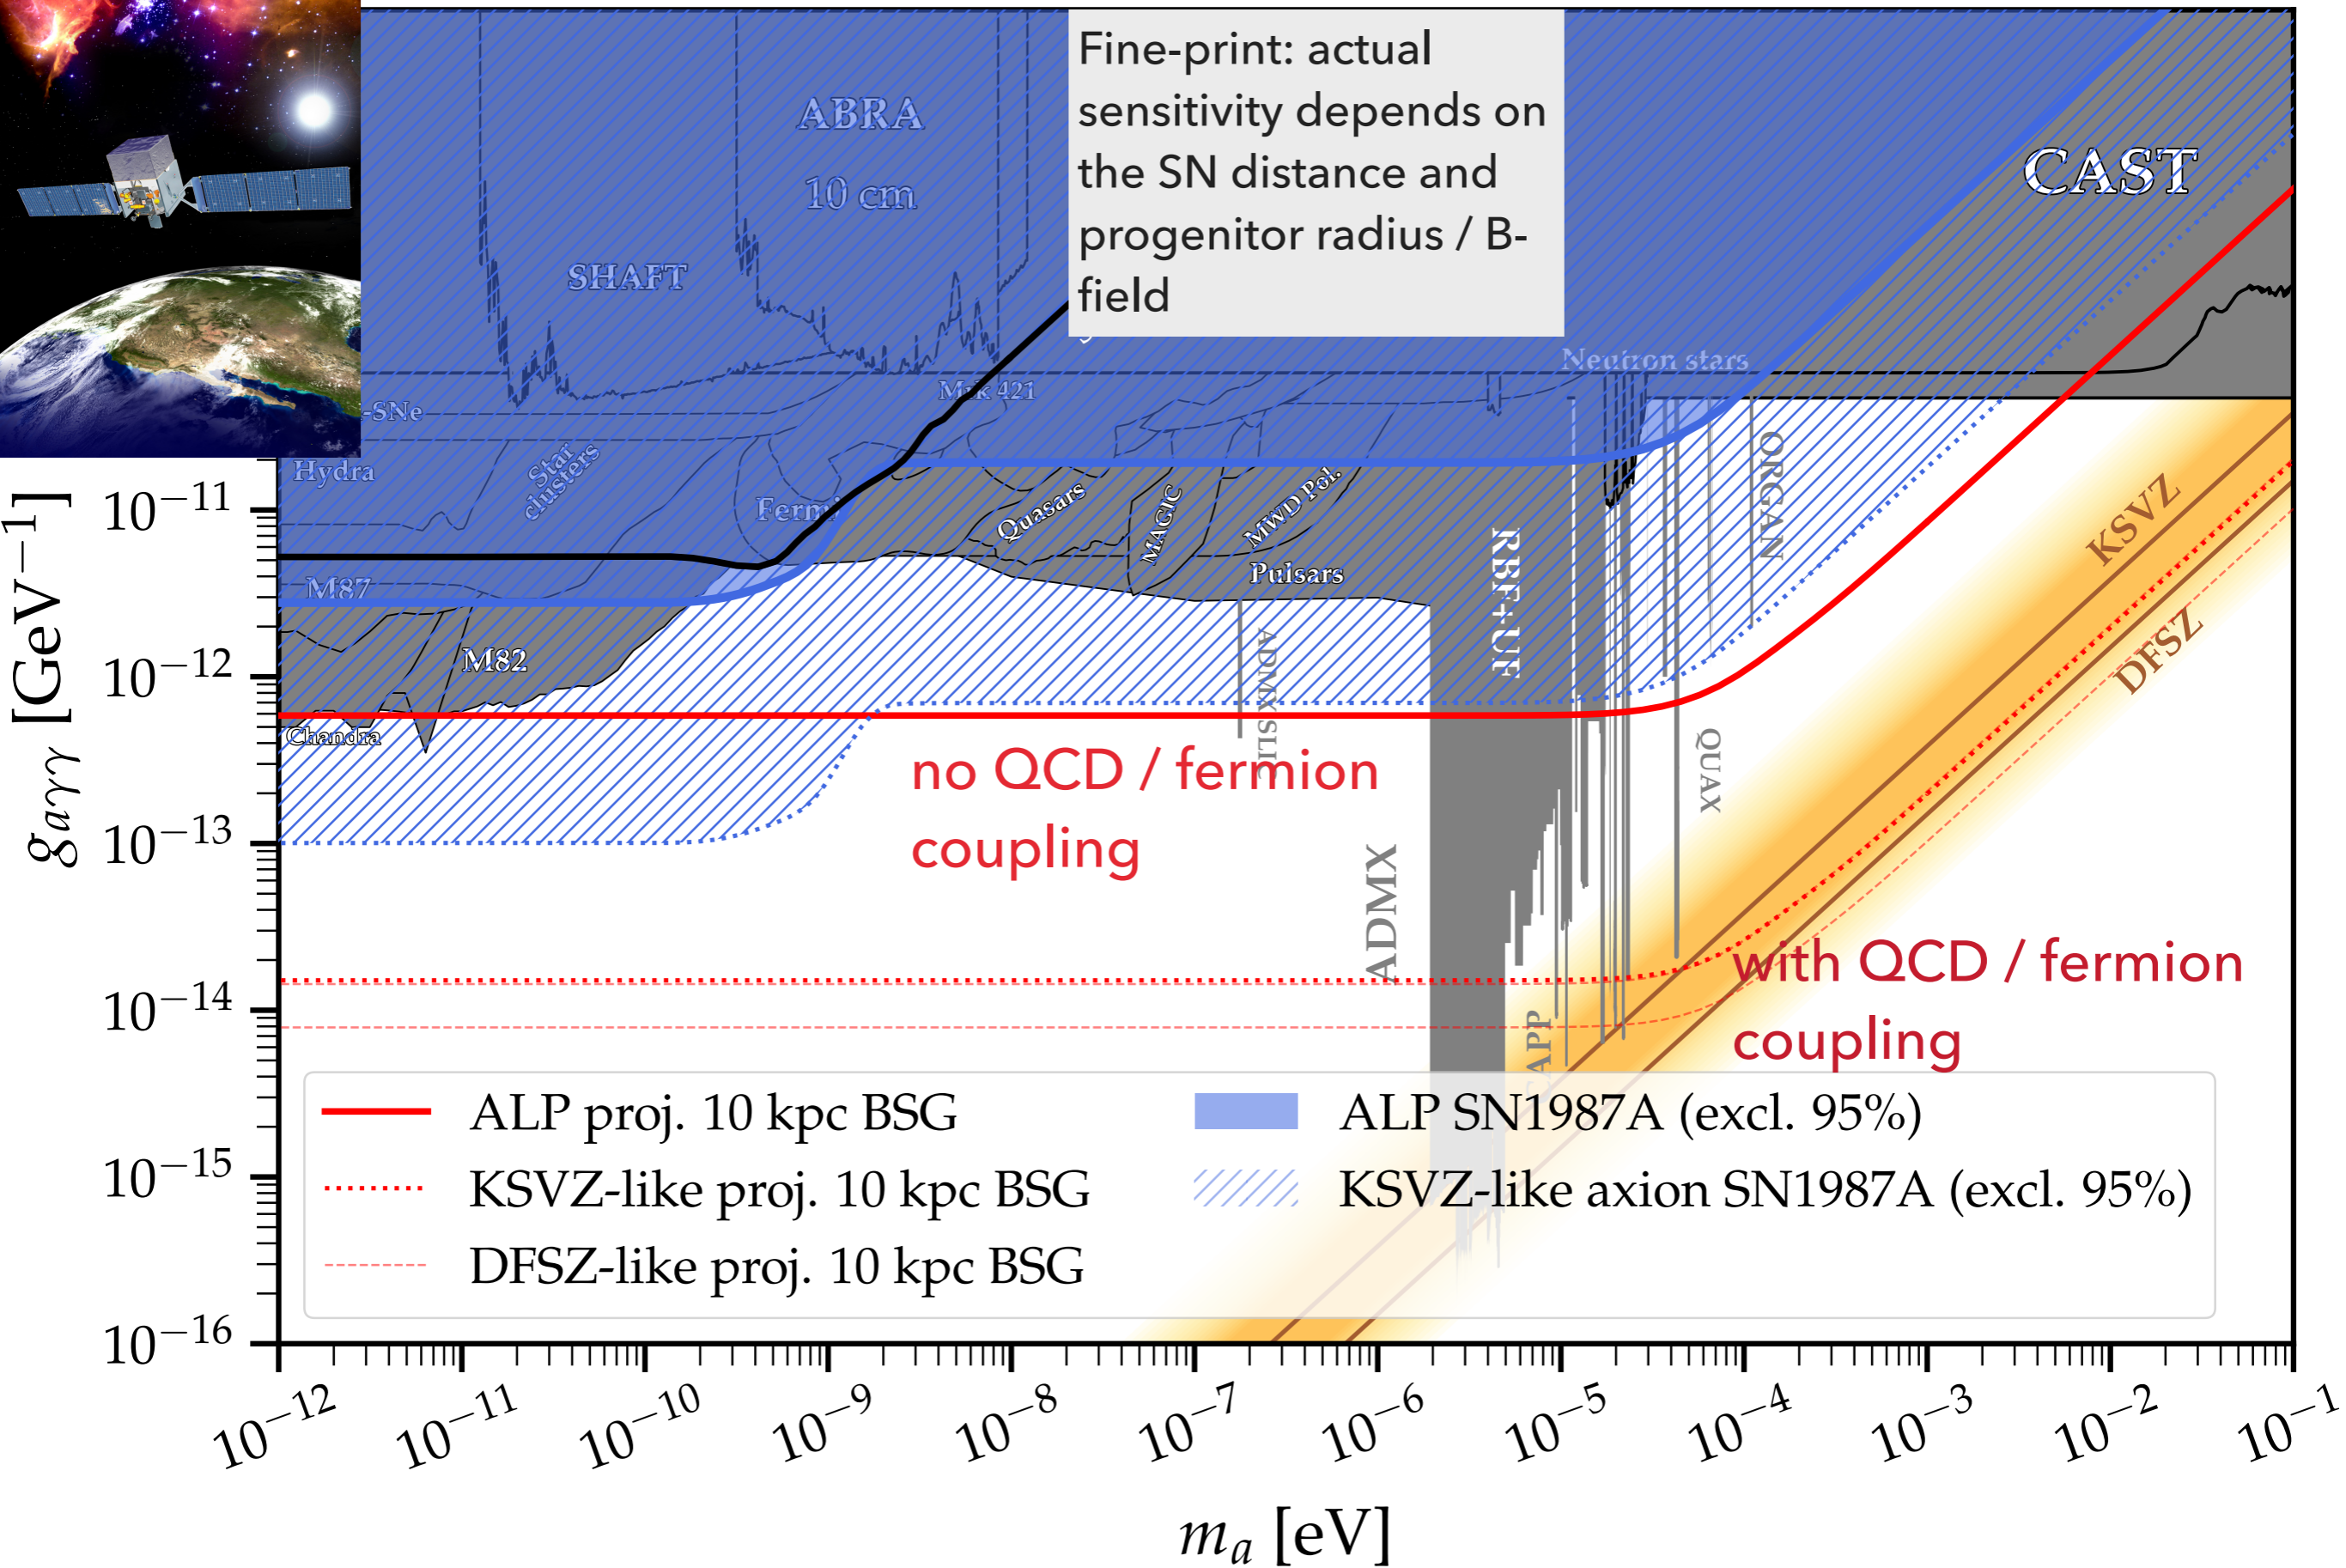 Fine-print: actual
sensitivity depends on
the SN distance and
progenitor radius / B-
field
ABRA
10 cm
CAST
SHAFT
Neutron stars
Mrk 421
-SNe
Hydra
Star
clusters
Fermi
Quasars
MAGIC
MWD Pol.
Pulsars
M87
M82
Chandra
RBF+UF
ORGAN
KSVZ
DFSZ
ADMX SLIC
QUAX
ADMX
CAPP
no QCD / fermion
coupling
with QCD / fermion
coupling
ALP proj. 10 kpc BSG
KSVZ-like proj. 10 kpc BSG
DFSZ-like proj. 10 kpc BSG
ALP SN1987A (excl. 95%)
KSVZ-like axion SN1987A (excl. 95%)
g_{aγγ} [GeV^{−1}]
10^{−11}
10^{−12}
10^{−13}
10^{−14}
10^{−15}
10^{−16}
10^{−12} 10^{−11} 10^{−10} 10^{−9} 10^{−8} 10^{−7} 10^{−6} 10^{−5} 10^{−4} 10^{−3} 10^{−2} 10^{−1}
m_a [eV]